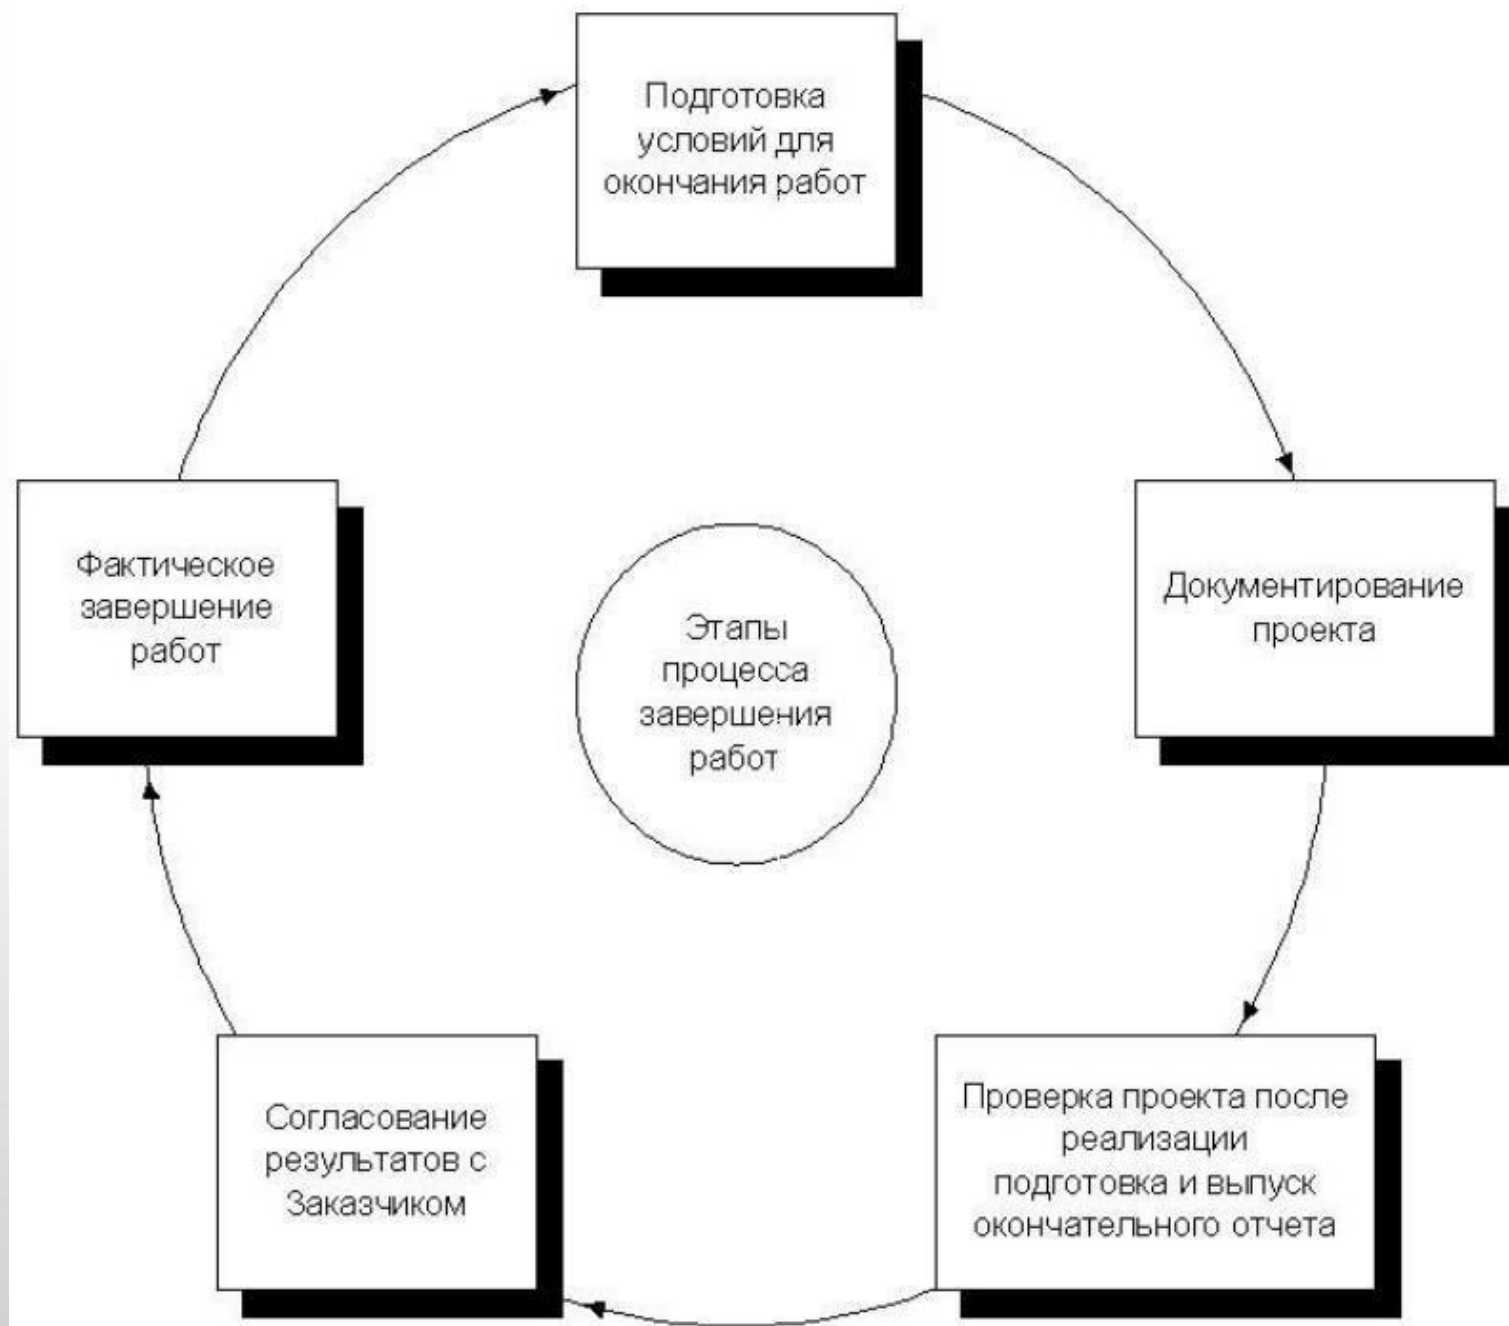 Подготовка
условий для
окончания работ
Документирование
проекта
Проверка проекта после
реализации
подготовка и выпуск
окончательного отчета
Согласование
результатов с
Заказчиком
Фактическое
завершение
работ
Этапы
процесса
завершения
работ